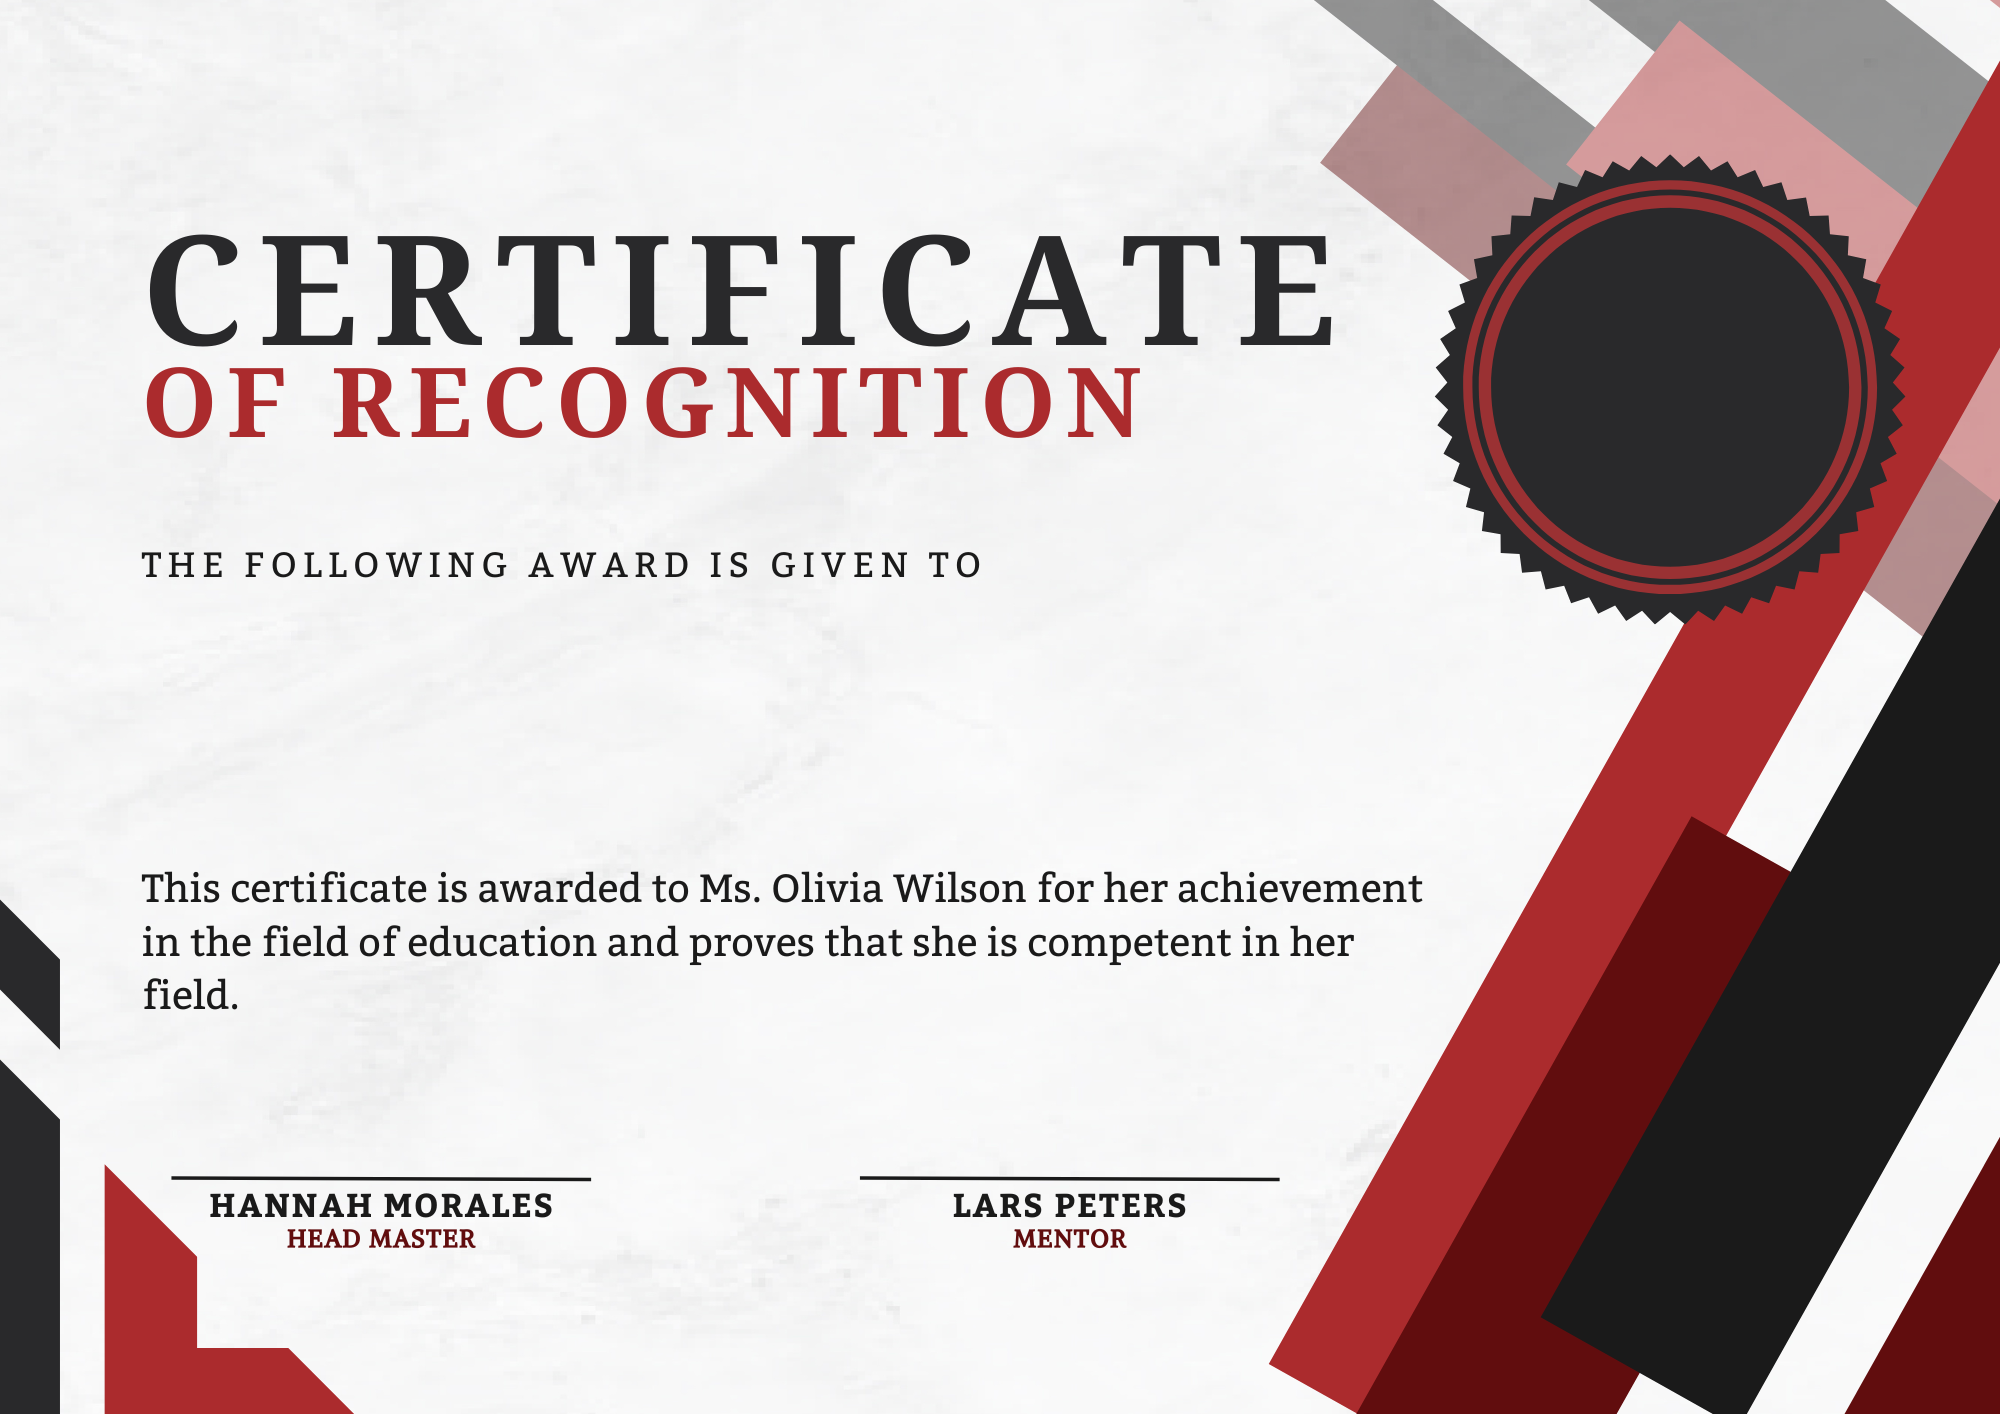 CERTIFICATE
OF RECOGNITION
THE FOLLOWING AWARD IS GIVEN TO
This certificate is awarded to Ms. Olivia Wilson for her achievement
in the field of education and proves that she is competent in her
field.
HANNAH MORALES
HEAD MASTER
LARS PETERS
MENTOR